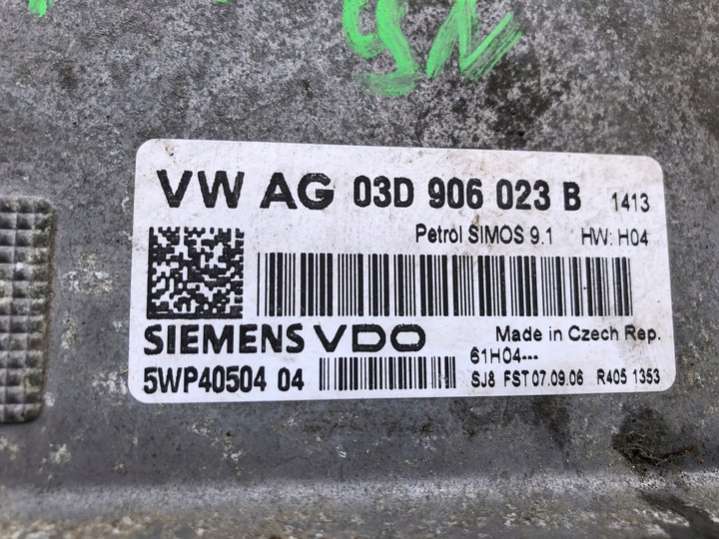 VW AG 03D 906 023 B 1413
Petrol SIMOS 9.1 HW: H04
SIEMENS VDO Made in Czech Rep.
61H04---
5WP40504 04 SJ8 FST 07.09.06 R405 1353